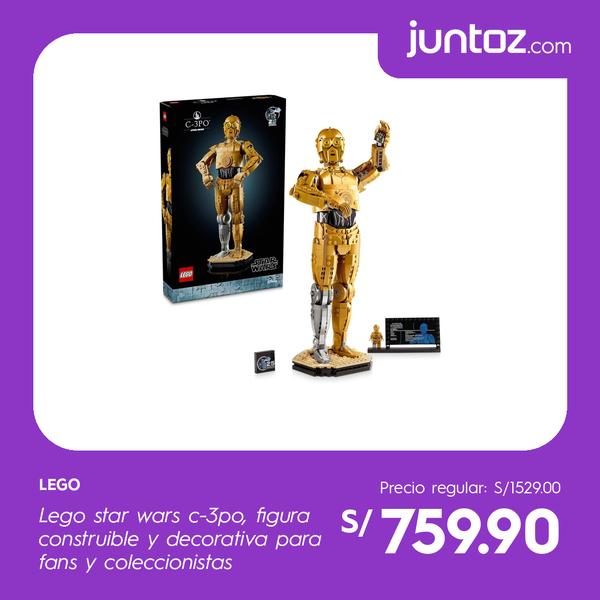 juntoz.com
C-3PO
LEGO
STAR
WARS
25
LEGO
Precio regular: S/1529.00
Lego star wars c-3po, figura
construible y decorativa para
fans y coleccionistas
S/759.90